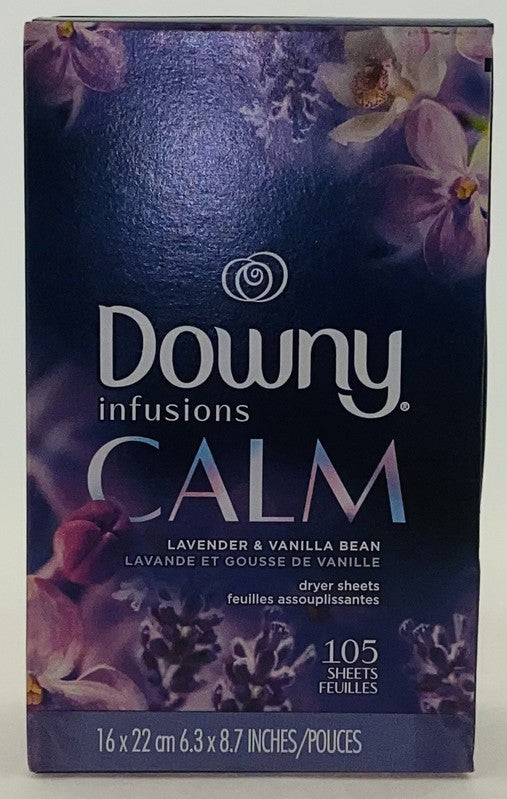 Downy®
infusions
CALM
LAVENDER & VANILLA BEAN
LAVANDE ET GOUSSE DE VANILLE
dryer sheets
feuilles assouplissantes
105
SHEETS
FEUILLES
16 x 22 cm 6.3 x 8.7 INCHES/POUCES